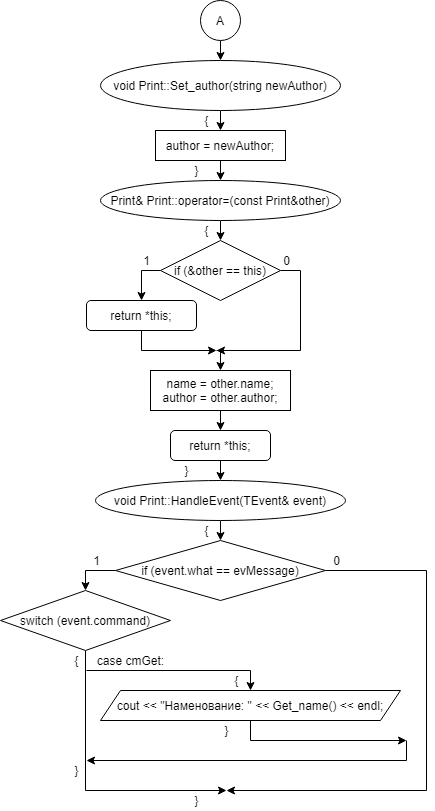 A
void Print::Set_author(string newAuthor)
{
author = newAuthor;
}
Print& Print::operator=(const Print&other)
{
1
0
if (&other == this)
return *this;
name = other.name;
author = other.author;
return *this;
}
void Print::HandleEvent(TEvent& event)
{
1
0
if (event.what == evMessage)
switch (event.command)
{
case cmGet:
{
cout << "Наменование: " << Get_name() << endl;
}
}
}